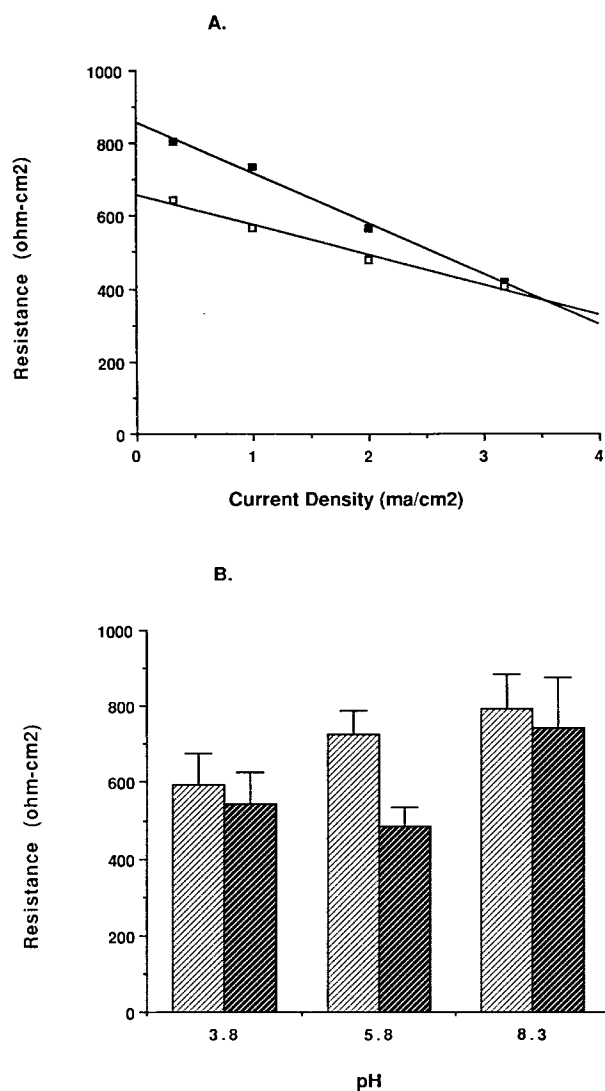 A.
1000
800
600
400
200
0
0 1 2 3 4
Resistance (ohm-cm2)
Current Density (ma/cm2)
B.
1000
800
600
400
200
0
3.8 5.8 8.3
Resistance (ohm-cm2)
pH